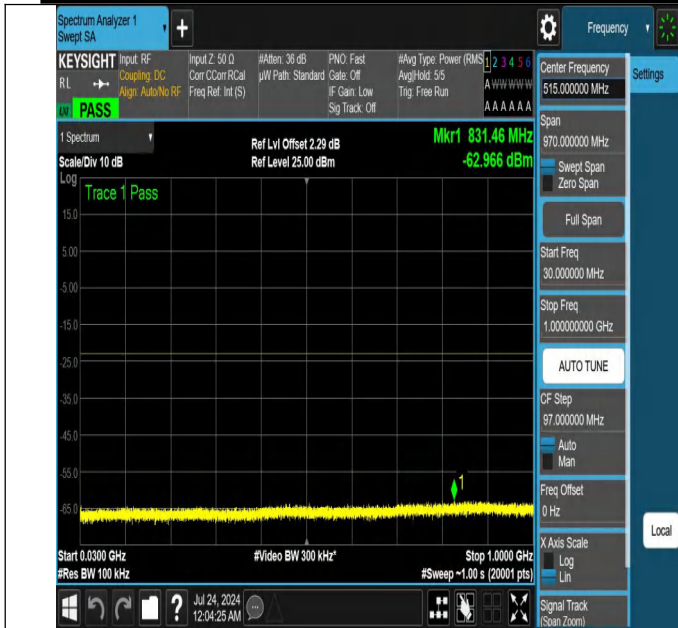 Spectrum Analyzer 1
Swept SA
+
Frequency
KEYSIGHT
RL
PASS
Input: RF
Coupling: DC
Align: Auto/No RF
Input Z: 50 Ω
Corr CCorr RCal
Freq Ref: Int (S)
#Atten: 36 dB
µW Path: Standard
PNO: Fast
Gate: Off
IF Gain: Low
Sig Track: Off
#Avg Type: Power (RMS
Avg|Hold: 5/5
Trig: Free Run
1 2 3 4 5 6
A W W W W W
A A A A A A
1 Spectrum
Scale/Div 10 dB
Ref Lvl Offset 2.29 dB
Ref Level 25.00 dBm
Mkr1 831.46 MHz
-62.966 dBm
Log
Trace 1 Pass
15.0
5.00
-5.00
-15.0
-25.0
-35.0
-45.0
-55.0
-65.0
1
Start 0.0300 GHz
#Res BW 100 kHz
#Video BW 300 kHz*
Stop 1.0000 GHz
#Sweep ~1.00 s (20001 pts)
Center Frequency
515.000000 MHz
Settings
Span
970.000000 MHz
Swept Span
Zero Span
Full Span
Start Freq
30.000000 MHz
Stop Freq
1.000000000 GHz
AUTO TUNE
CF Step
97.000000 MHz
Auto
Man
Freq Offset
0 Hz
Local
X Axis Scale
Log
Lin
Signal Track
(Span Zoom)
?
Jul 24, 2024
12:04:25 AM